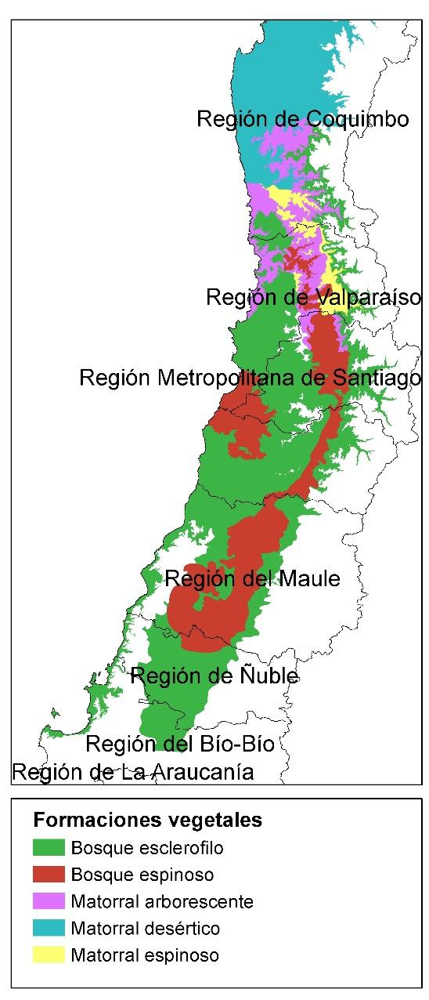 Región de Coquimbo
Región de Valparaíso
Región Metropolitana de Santiago
Región del Maule
Región de Ñuble
Región del Bío-Bío
Región de La Araucanía
Formaciones vegetales
Bosque esclerofilo
Bosque espinoso
Matorral arborescente
Matorral desértico
Matorral espinoso